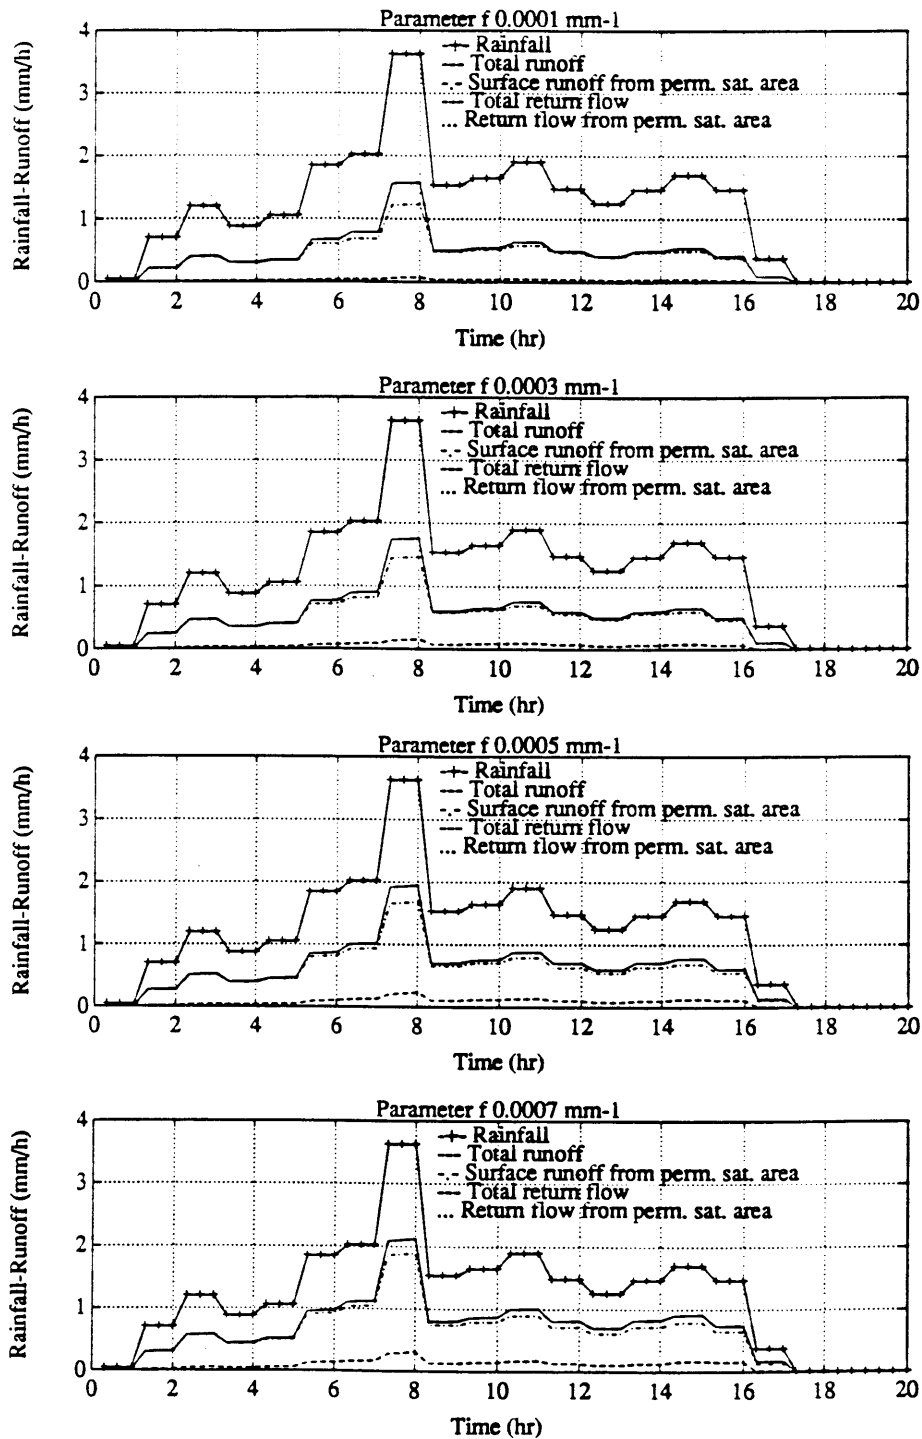 Parameter f 0.0001 mm-1
Rainfall-Runoff (mm/h)
4
3
2
1
0
Rainfall
Total runoff
Surface runoff from perm. sat. area
Total return flow
... Return flow from perm. sat. area
0 2 4 6 8 10 12 14 16 18 20
Time (hr)
Parameter f 0.0003 mm-1
Rainfall-Runoff (mm/h)
4
3
2
1
0
Rainfall
Total runoff
Surface runoff from perm. sat. area
Total return flow
... Return flow from perm. sat. area
0 2 4 6 8 10 12 14 16 18 20
Time (hr)
Parameter f 0.0005 mm-1
Rainfall-Runoff (mm/h)
4
3
2
1
0
Rainfall
Total runoff
Surface runoff from perm. sat. area
Total return flow
... Return flow from perm. sat. area
0 2 4 6 8 10 12 14 16 18 20
Time (hr)
Parameter f 0.0007 mm-1
Rainfall-Runoff (mm/h)
4
3
2
1
0
Rainfall
Total runoff
Surface runoff from perm. sat. area
Total return flow
... Return flow from perm. sat. area
0 2 4 6 8 10 12 14 16 18 20
Time (hr)